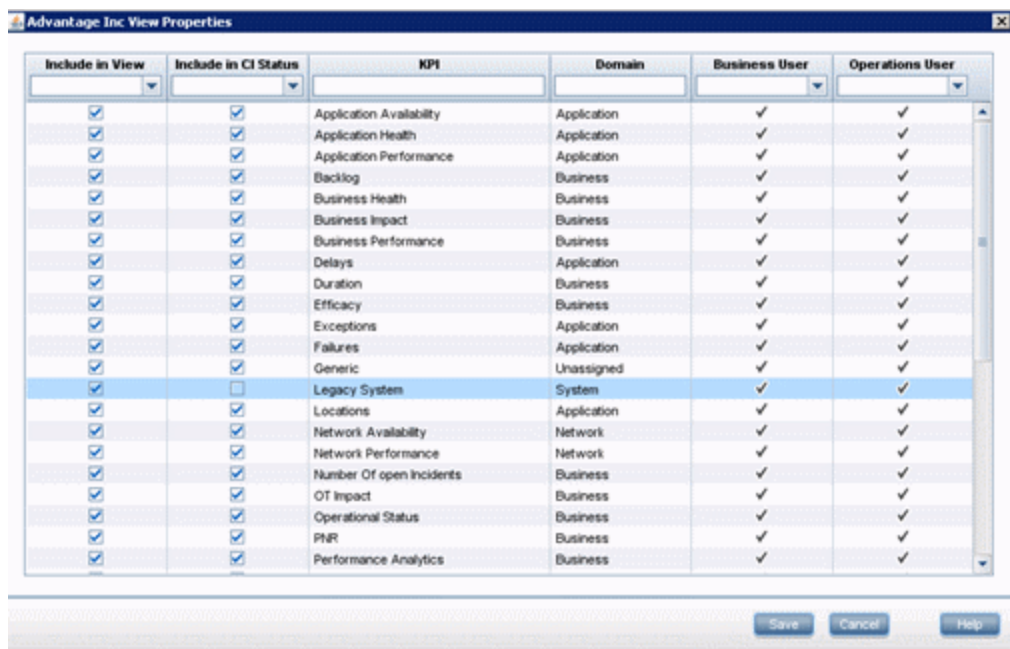 Advantage Inc View Properties
Include in View Include in CI Status KPI Domain Business User Operations User
Application Availability Application
Application Health Application
Application Performance Application
Backlog Business
Business Health Business
Business Impact Business
Business Performance Business
Delays Application
Duration Business
Efficacy Business
Exceptions Application
Failures Application
Generic Unassigned
Legacy System System
Locations Application
Network Availability Network
Network Performance Network
Number Of open Incidents Business
OT Impact Business
Operational Status Business
PNR Business
Performance Analytics Business
Save Cancel Help